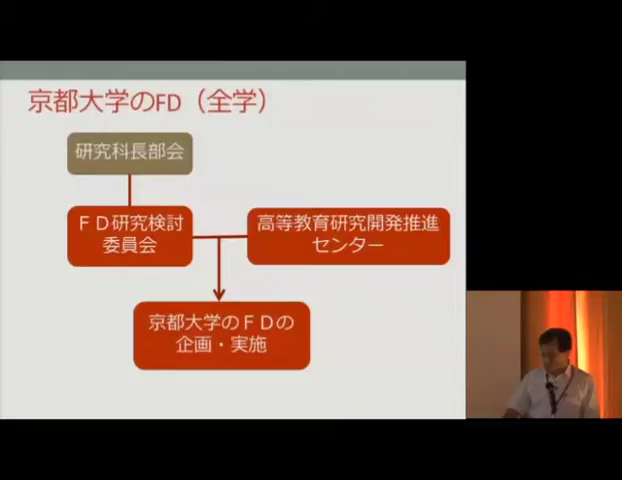 京都大学のFD（全学）
研究科長部会
ＦＤ研究検討
委員会
高等教育研究開発推進
センター
京都大学のＦＤの
企画・実施